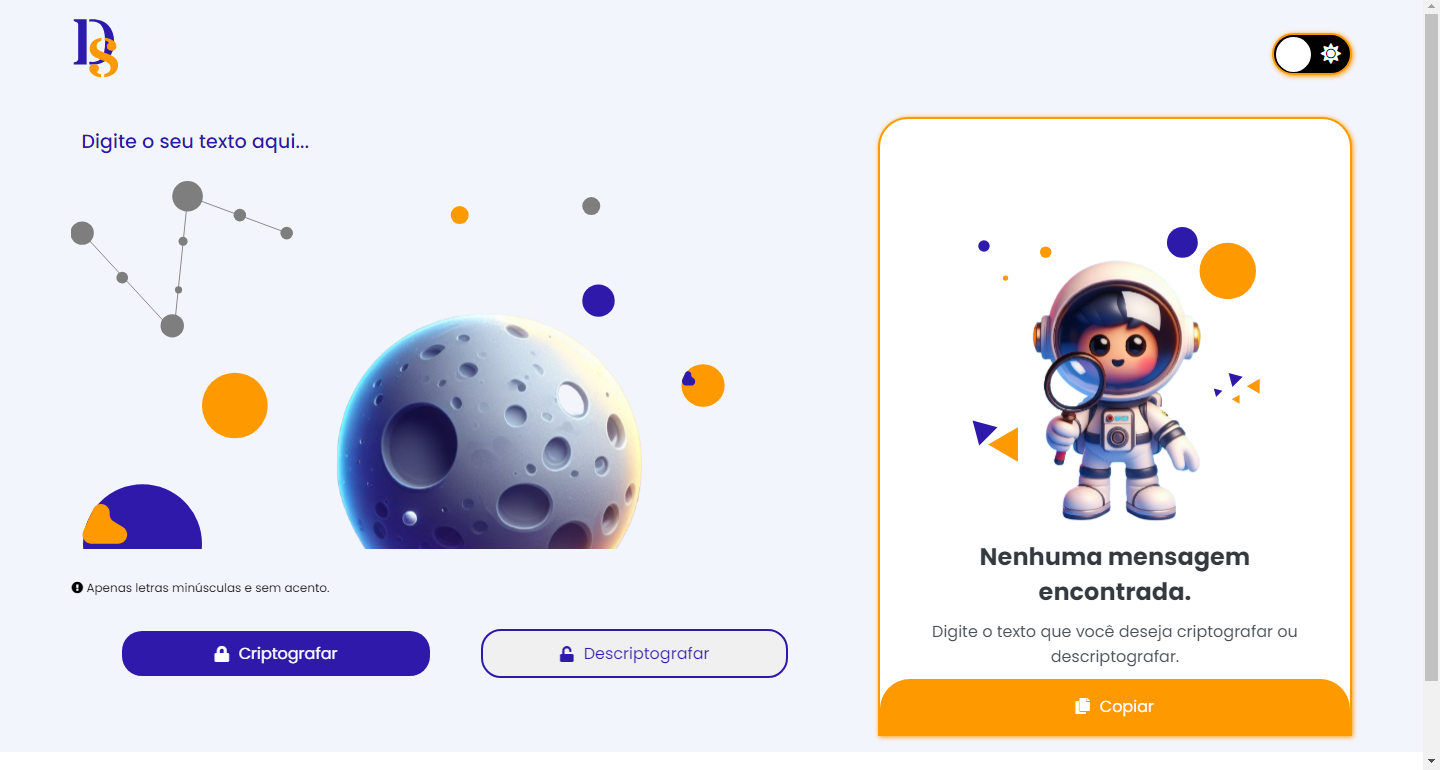 DS
Digite o seu texto aqui...
Apenas letras minúsculas e sem acento.
Criptografar
Descriptografar
Nenhuma mensagem
encontrada.
Digite o texto que você deseja criptografar ou
descriptografar.
Copiar